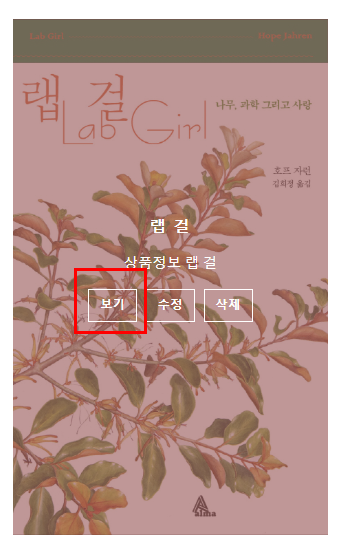 Lab Girl Hope Jahren
랩 걸
Lab Girl
나무, 과학 그리고 사랑
호프 자런
김희정 옮김
랩 걸
상품정보 랩 걸
보기 수정 삭제
alma